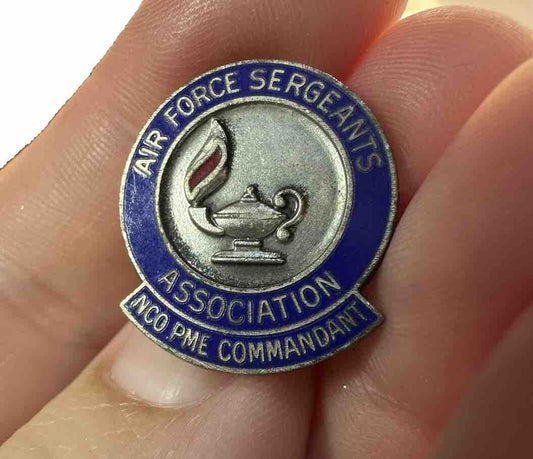 AIR FORCE SERGEANTS
ASSOCIATION
NCO PME COMMANDANT